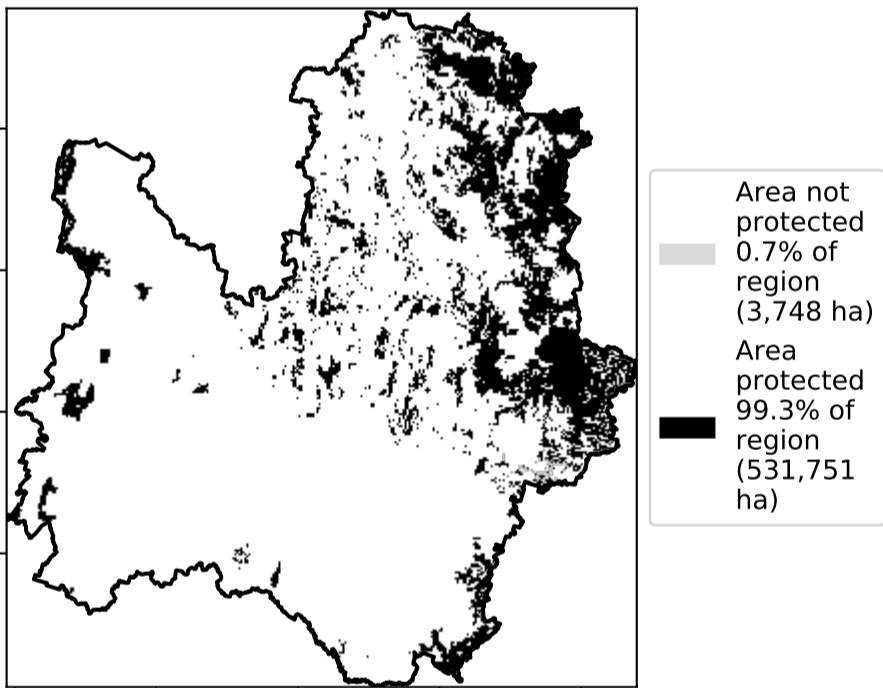 Area not
protected
0.7% of
region
(3,748 ha)
Area
protected
99.3% of
region
(531,751
ha)